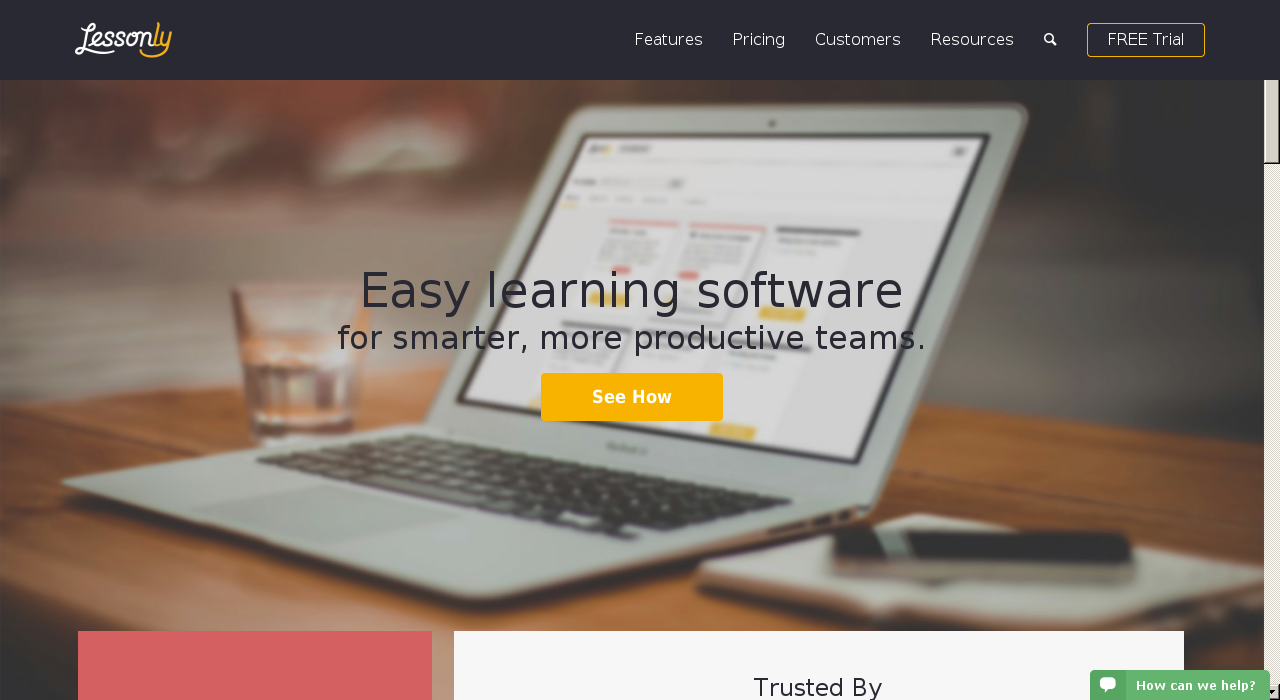 Lessonly
Features
Pricing
Customers
Resources
FREE Trial
Easy learning software
for smarter, more productive teams.
See How
Trusted By
How can we help?